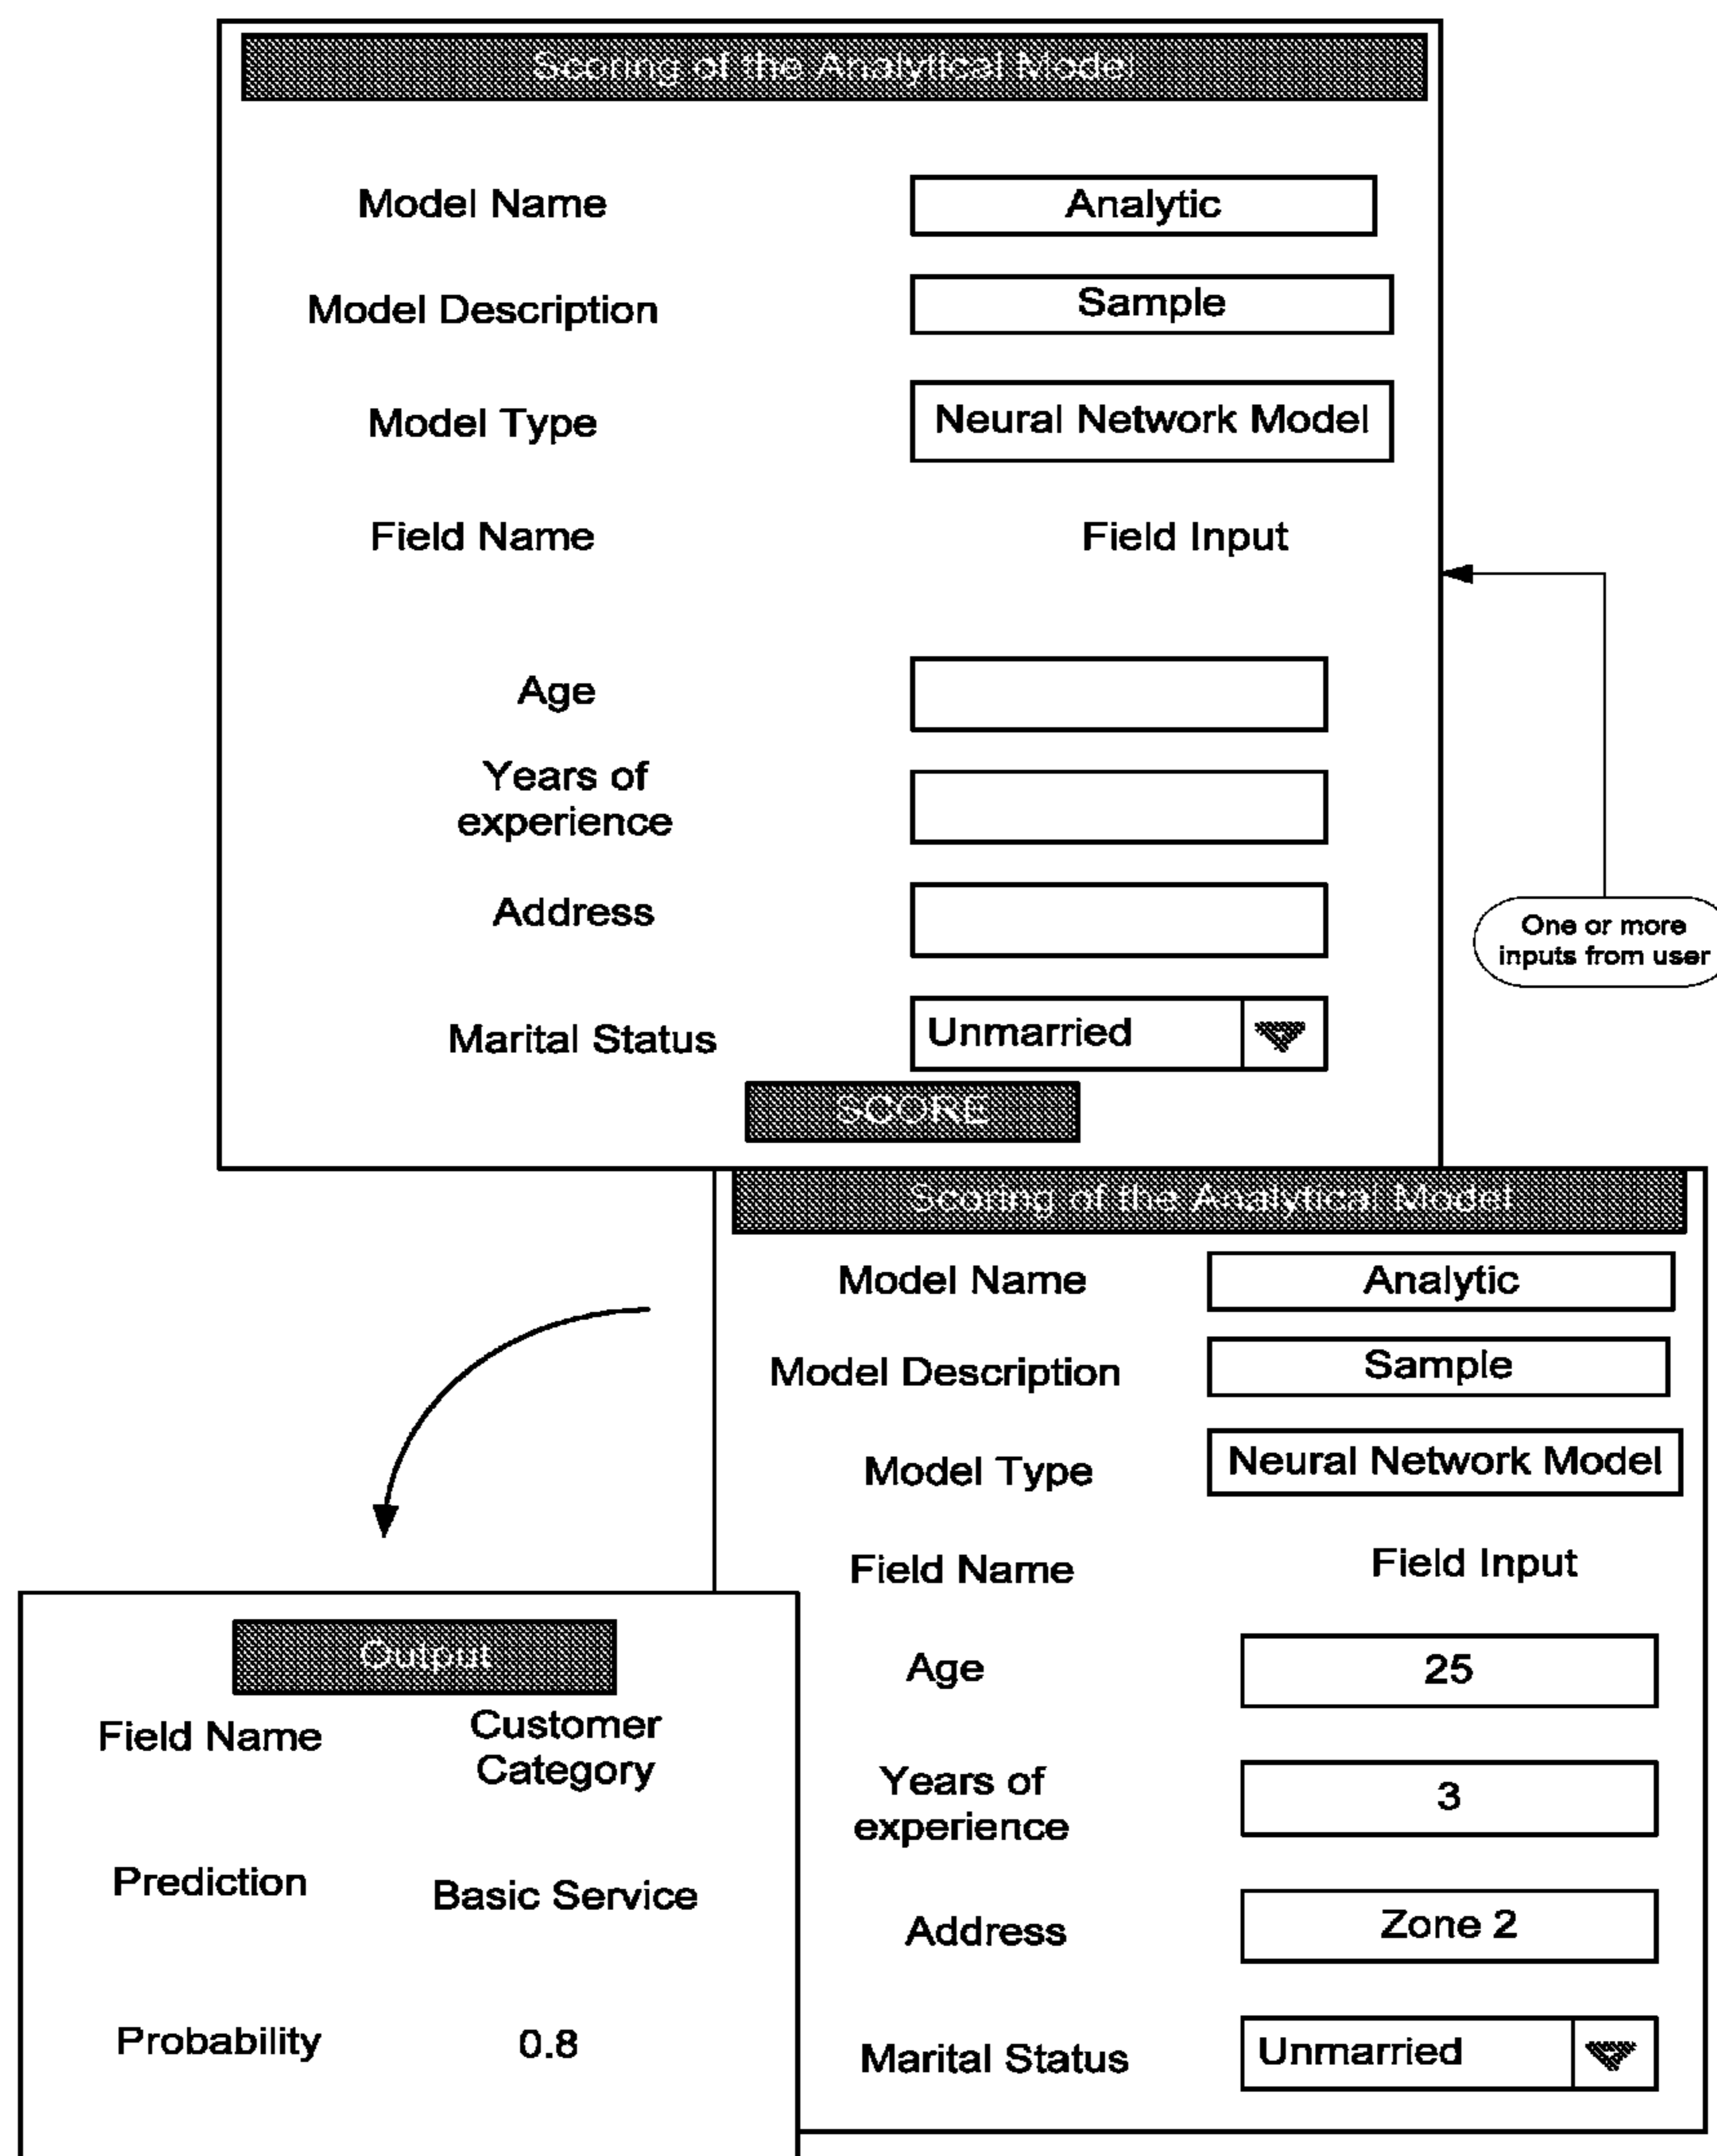 Scoring of the Analytical Model
Model Name
Analytic
Model Description
Sample
Model Type
Neural Network Model
Field Name
Field Input
Age
Years of
experience
Address
Marital Status
Unmarried
SCORE
One or more
inputs from user
Scoring of the Analytical Model
Model Name
Analytic
Model Description
Sample
Model Type
Neural Network Model
Field Name
Field Input
Age
25
Years of
experience
3
Address
Zone 2
Marital Status
Unmarried
Output
Field Name
Customer
Category
Prediction
Basic Service
Probability
0.8